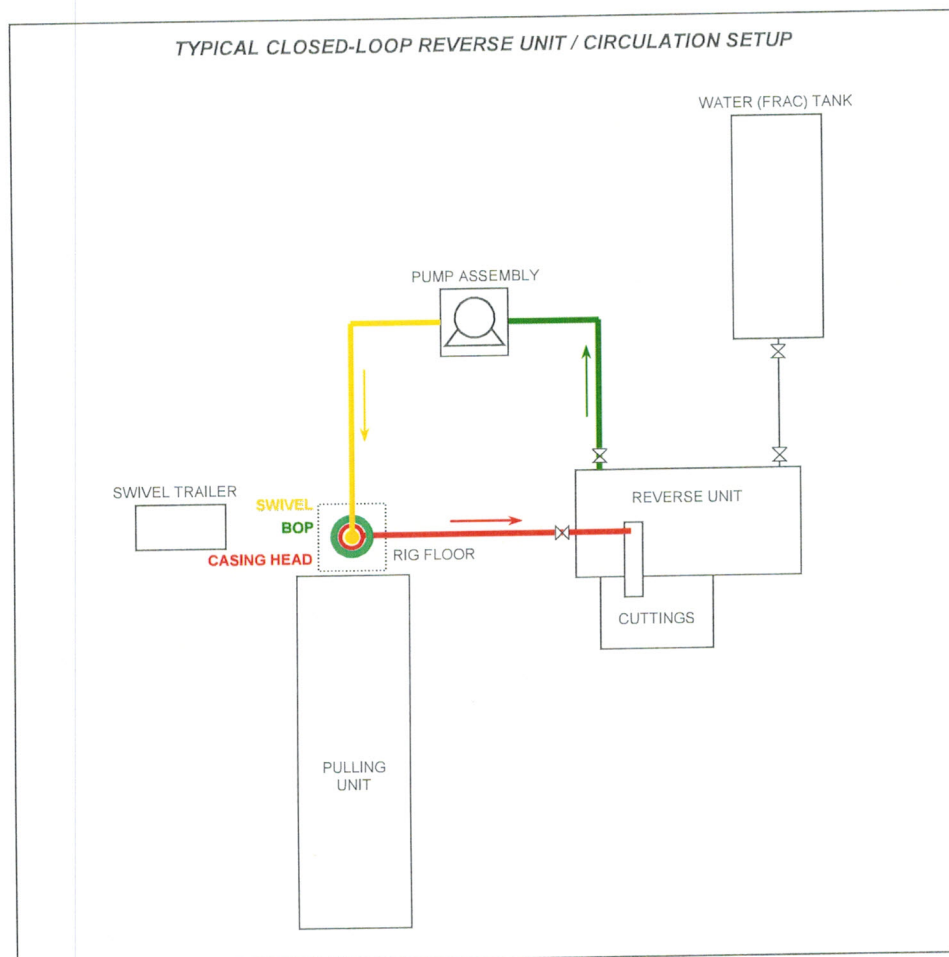 TYPICAL CLOSED-LOOP REVERSE UNIT / CIRCULATION SETUP
WATER (FRAC) TANK
PUMP ASSEMBLY
SWIVEL TRAILER
SWIVEL
BOP
CASING HEAD
RIG FLOOR
REVERSE UNIT
CUTTINGS
PULLING
UNIT